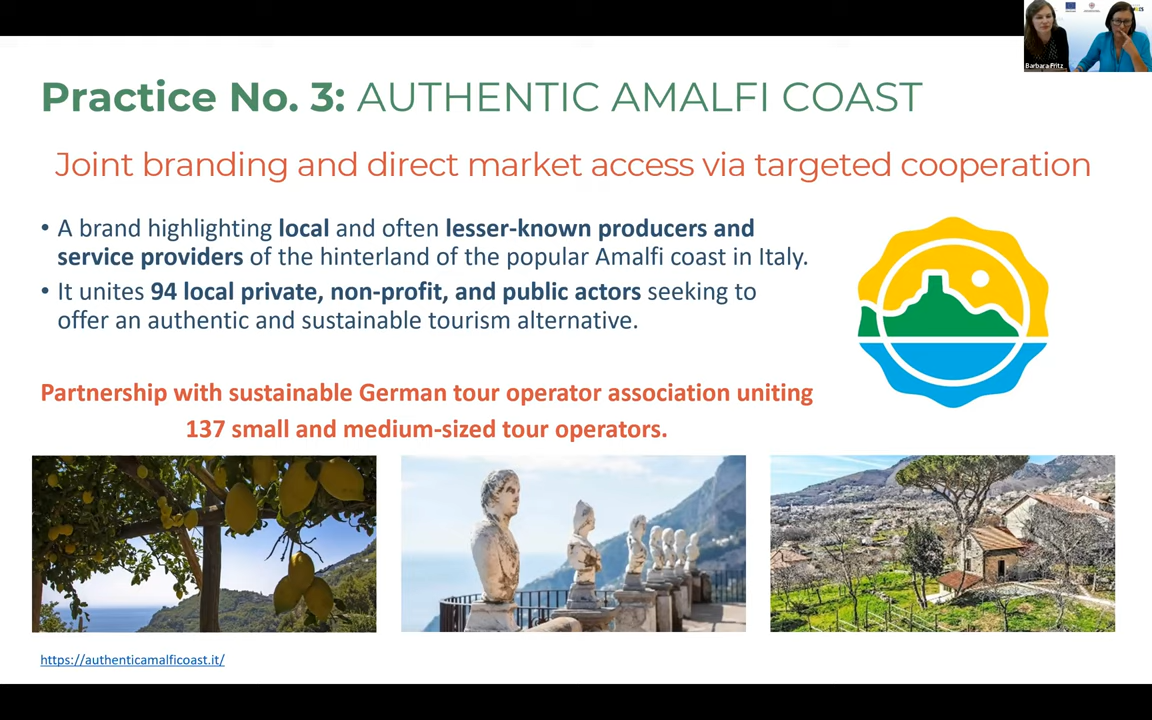 Barbara Fritz
Practice No. 3: AUTHENTIC AMALFI COAST
Joint branding and direct market access via targeted cooperation
• A brand highlighting local and often lesser-known producers and
service providers of the hinterland of the popular Amalfi coast in Italy.
• It unites 94 local private, non-profit, and public actors seeking to
offer an authentic and sustainable tourism alternative.
Partnership with sustainable German tour operator association uniting
137 small and medium-sized tour operators.
https://authenticamalficoast.it/